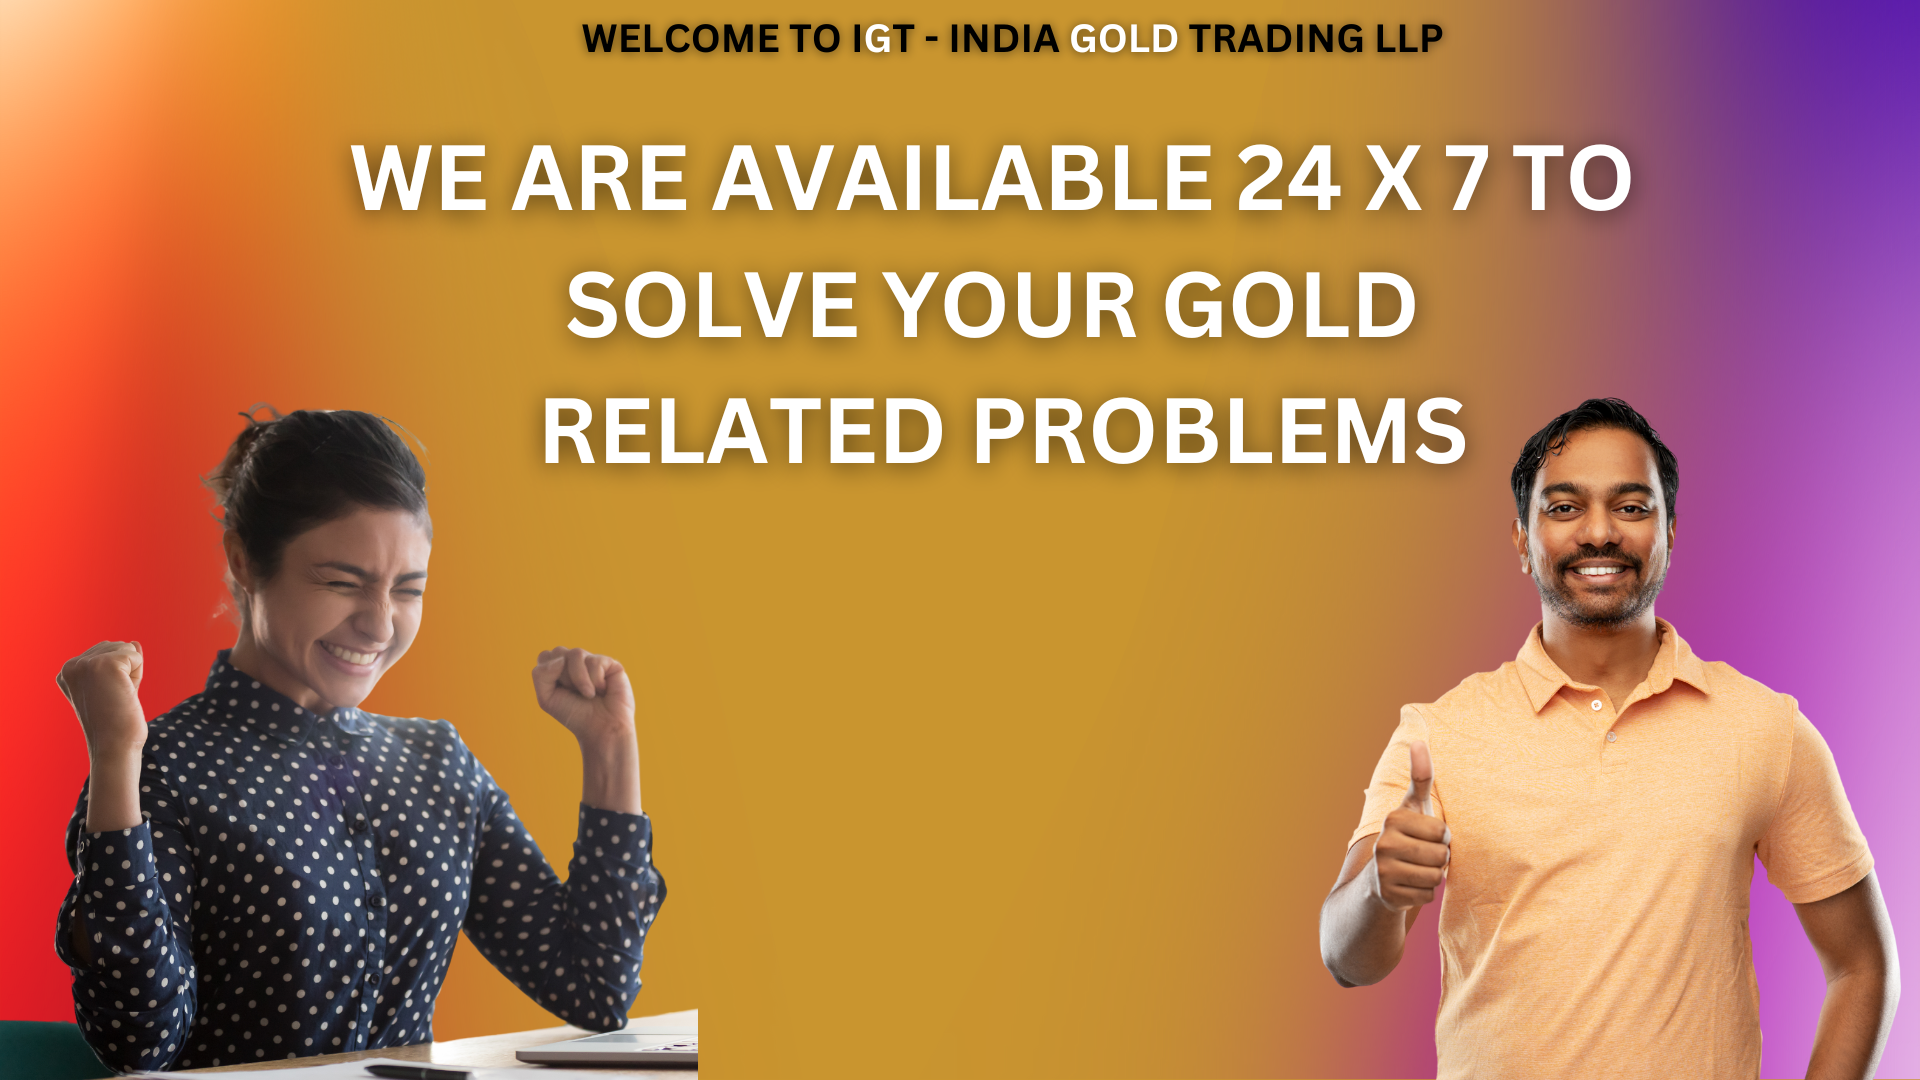 WELCOME TO IGT - INDIA GOLD TRADING LLP
WE ARE AVAILABLE 24 X 7 TO
SOLVE YOUR GOLD
RELATED PROBLEMS